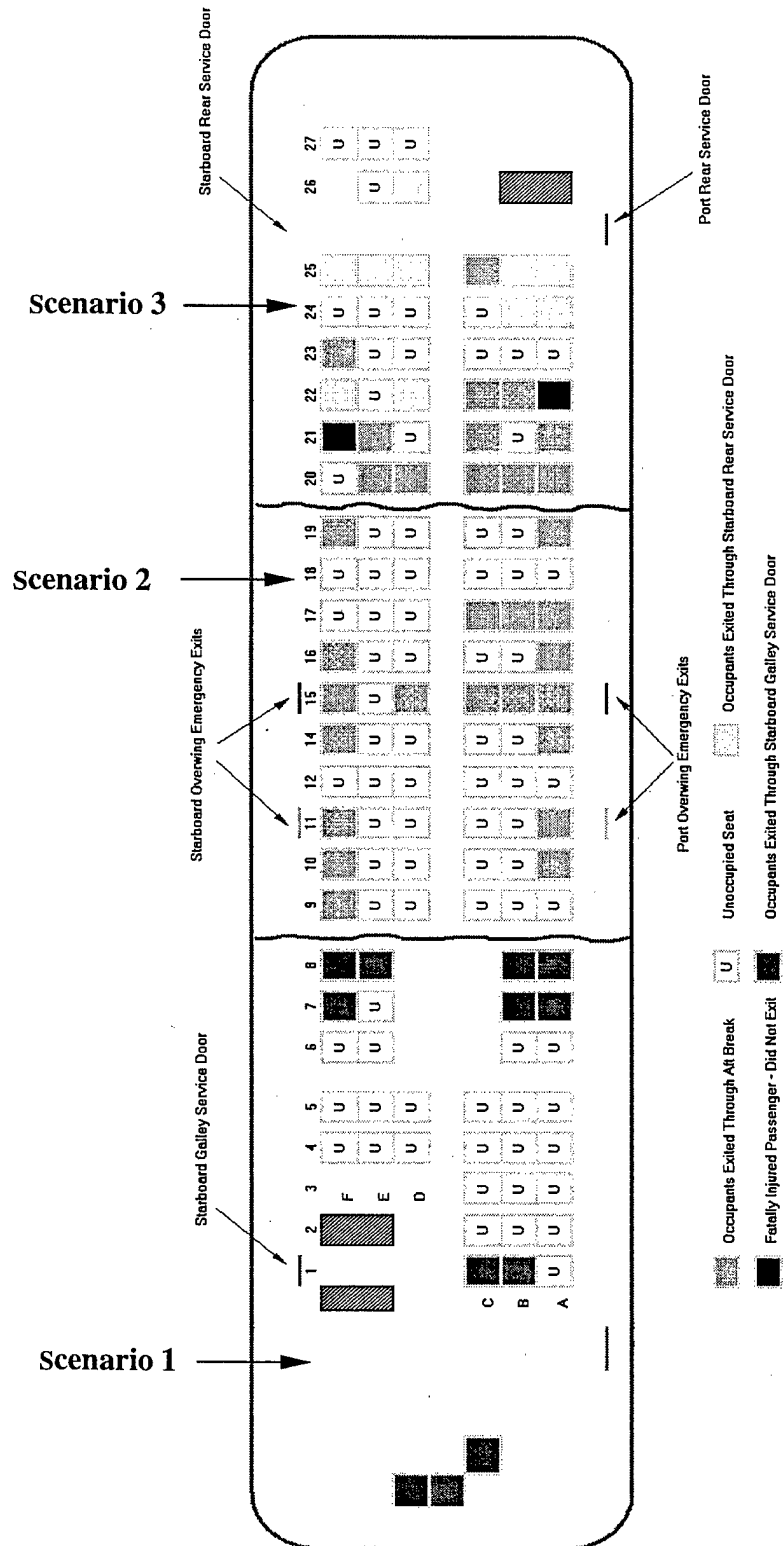 Scenario 1
Scenario 2
Scenario 3
Starboard Galley Service Door
Starboard Overwing Emergency Exits
Starboard Rear Service Door
1 2 3 4 5 6 7 8 9 10 11 12 14 15 16 17 18 19 20 21 22 23 24 25 26 27
F U U U U U U U U U
E U U U U U U U U U U U U U U U U U U U
D U U U U U U U U U U U U U U U
C U U U U U U U U U U U U U U
B U U U U U U U U U U U U U U U
A U U U U U U U U U U
Port Overwing Emergency Exits
Port Rear Service Door
Occupants Exited Through Aft Break
U Unoccupied Seat
Occupants Exited Through Starboard Rear Service Door
Fatally Injured Passenger - Did Not Exit
Occupants Exited Through Starboard Galley Service Door